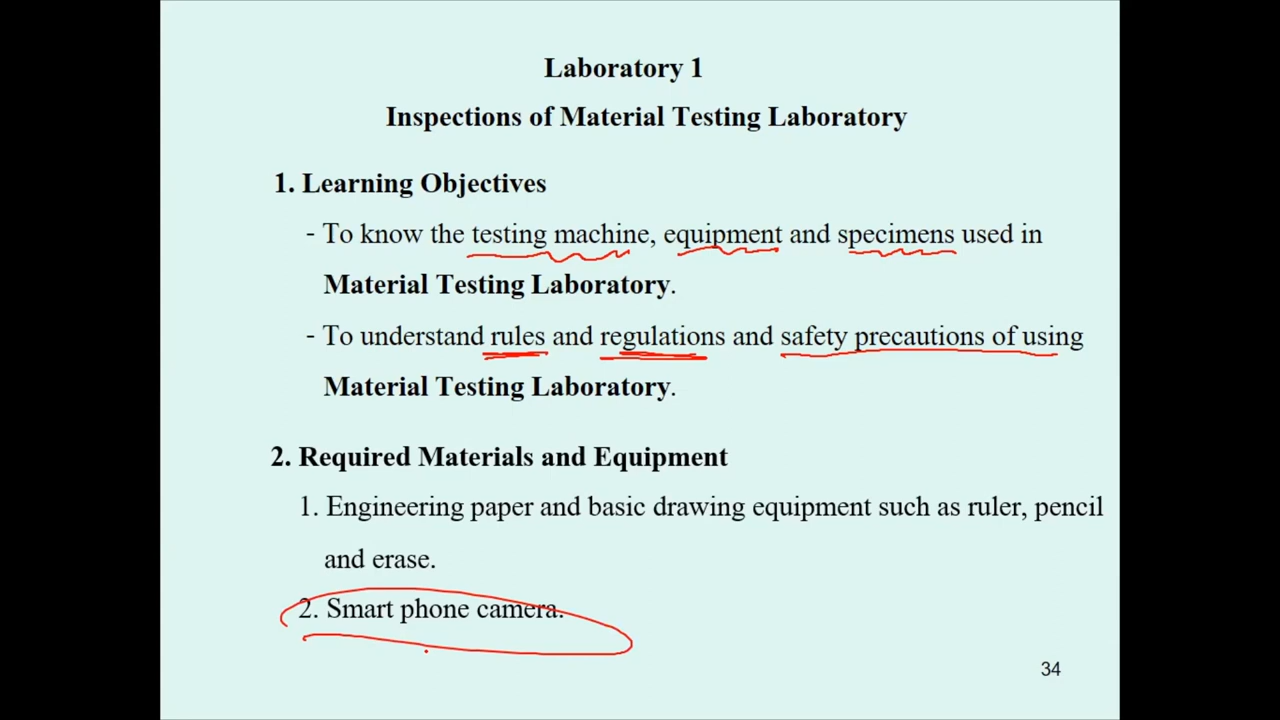 Laboratory 1
Inspections of Material Testing Laboratory
1. Learning Objectives
- To know the testing machine, equipment and specimens used in
Material Testing Laboratory.
- To understand rules and regulations and safety precautions of using
Material Testing Laboratory.
2. Required Materials and Equipment
1. Engineering paper and basic drawing equipment such as ruler, pencil
and erase.
2. Smart phone camera.
34